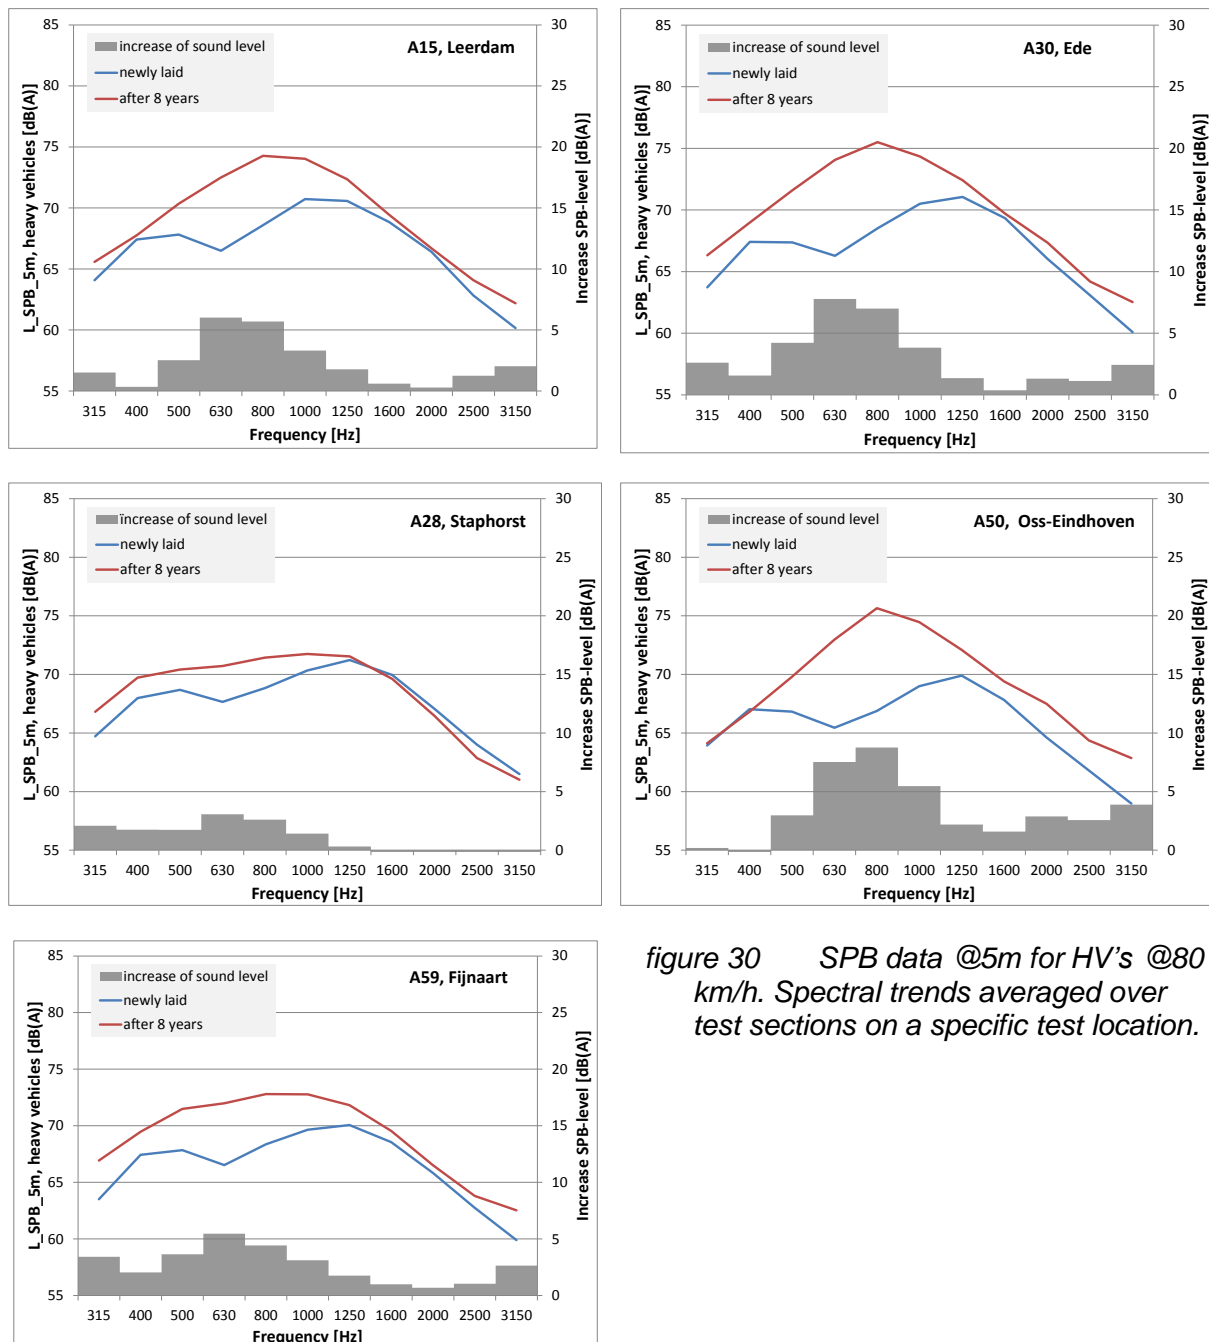 A15, Leerdam
increase of sound level
newly laid
after 8 years
L_SPB_5m, heavy vehicles [dB(A)]
85
80
75
70
65
60
55
Increase SPB-level [dB(A)]
30
25
20
15
10
5
0
315 400 500 630 800 1000 1250 1600 2000 2500 3150
Frequency [Hz]
A30, Ede
increase of sound level
newly laid
after 8 years
L_SPB_5m, heavy vehicles [dB(A)]
85
80
75
70
65
60
55
Increase SPB-level [dB(A)]
30
25
20
15
10
5
0
315 400 500 630 800 1000 1250 1600 2000 2500 3150
Frequency [Hz]
A28, Staphorst
ïncrease of sound level
newly laid
after 8 years
L_SPB_5m, heavy vehicles [dB(A)]
85
80
75
70
65
60
55
Increase SPB-level [dB(A)]
30
25
20
15
10
5
0
315 400 500 630 800 1000 1250 1600 2000 2500 3150
Frequency [Hz]
A50, Oss-Eindhoven
increase of sound level
newly laid
after 8 years
L_SPB_5m, heavy vehicles [dB(A)]
85
80
75
70
65
60
55
Increase SPB-level [dB(A)]
30
25
20
15
10
5
0
315 400 500 630 800 1000 1250 1600 2000 2500 3150
Frequency [Hz]
A59, Fijnaart
increase of sound level
newly laid
after 8 years
L_SPB_5m, heavy vehicles [dB(A)]
85
80
75
70
65
60
55
Increase SPB-level [dB(A)]
30
25
20
15
10
5
0
315 400 500 630 800 1000 1250 1600 2000 2500 3150
Frequency [Hz]
figure 30 SPB data @5m for HV's @80
km/h. Spectral trends averaged over
test sections on a specific test location.